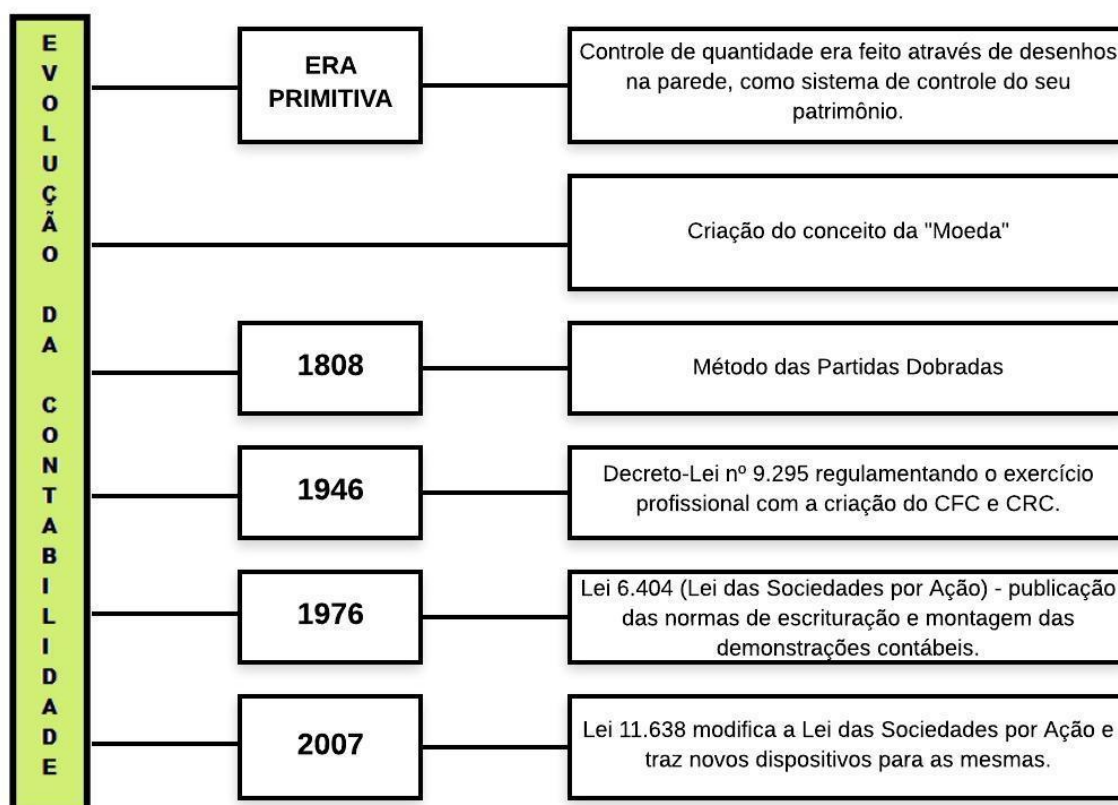 EVOLUÇÃO DA CONTABILIDADE
ERA
PRIMITIVA
Controle de quantidade era feito através de desenhos
na parede, como sistema de controle do seu
patrimônio.
Criação do conceito da "Moeda"
1808
Método das Partidas Dobradas
1946
Decreto-Lei nº 9.295 regulamentando o exercício
profissional com a criação do CFC e CRC.
1976
Lei 6.404 (Lei das Sociedades por Ação) - publicação
das normas de escrituração e montagem das
demonstrações contábeis.
2007
Lei 11.638 modifica a Lei das Sociedades por Ação e
traz novos dispositivos para as mesmas.